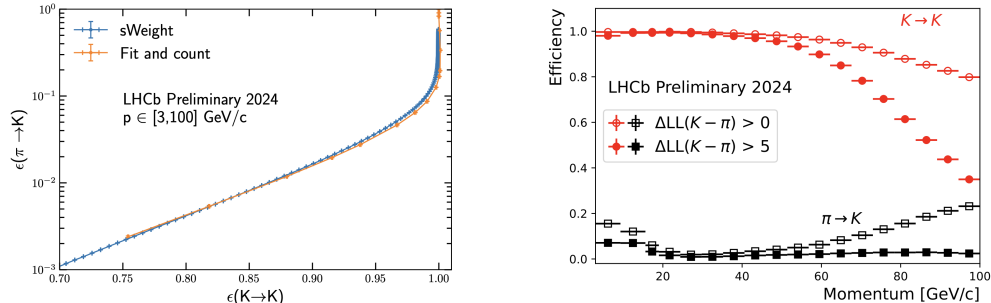 10⁰
10⁻¹
10⁻²
10⁻³
ε(π→K)
sWeight
Fit and count
LHCb Preliminary 2024
p ∈ [3,100] GeV/c
0.70 0.75 0.80 0.85 0.90 0.95 1.00
ε(K→K)
Efficiency
1.0
0.8
0.6
0.4
0.2
0.0
K→K
LHCb Preliminary 2024
ΔLL(K−π) > 0
ΔLL(K−π) > 5
π→K
20 40 60 80 100
Momentum [GeV/c]